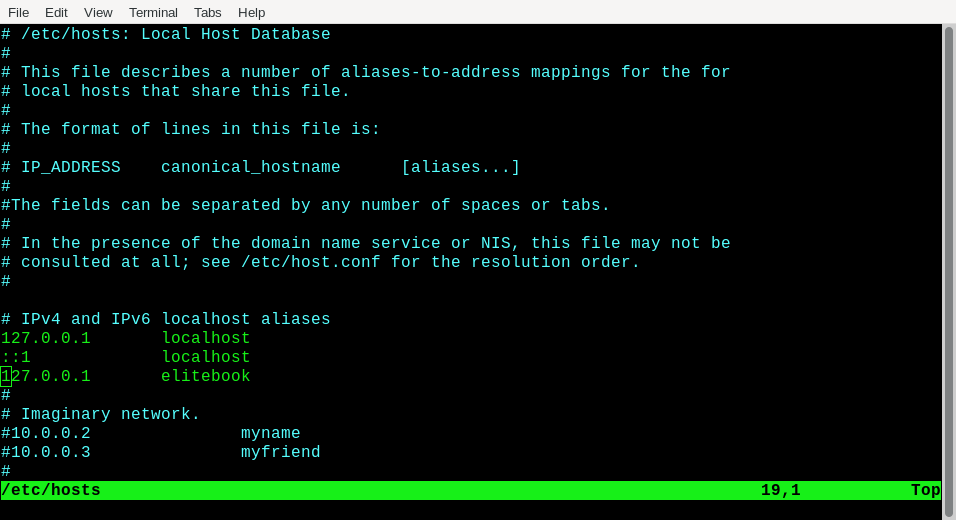 File Edit View Terminal Tabs Help
# /etc/hosts: Local Host Database
#
# This file describes a number of aliases-to-address mappings for the for
# local hosts that share this file.
#
# The format of lines in this file is:
#
# IP_ADDRESS    canonical_hostname      [aliases...]
#
#The fields can be separated by any number of spaces or tabs.
#
# In the presence of the domain name service or NIS, this file may not be
# consulted at all; see /etc/host.conf for the resolution order.
#

# IPv4 and IPv6 localhost aliases
127.0.0.1       localhost
::1             localhost
127.0.0.1       elitebook
#
# Imaginary network.
#10.0.0.2               myname
#10.0.0.3               myfriend
#
/etc/hosts                                                                  19,1           Top